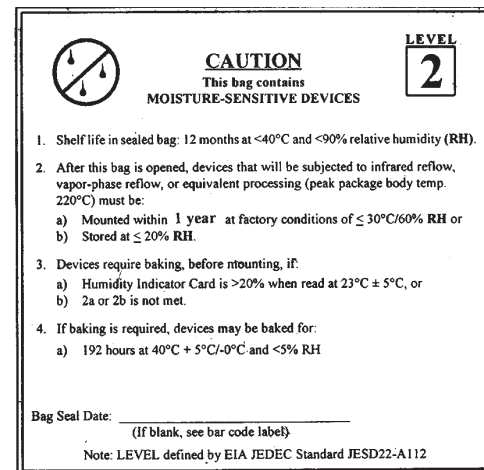 LEVEL
2
CAUTION
This bag contains
MOISTURE-SENSITIVE DEVICES
1. Shelf life in sealed bag: 12 months at <40°C and <90% relative humidity (RH).
2. After this bag is opened, devices that will be subjected to infrared reflow,
vapor-phase reflow, or equivalent processing (peak package body temp.
220°C) must be:
a) Mounted within 1 year at factory conditions of ≤ 30°C/60% RH or
b) Stored at ≤ 20% RH.
3. Devices require baking, before mounting, if:
a) Humidity Indicator Card is >20% when read at 23°C ± 5°C, or
b) 2a or 2b is not met.
4. If baking is required, devices may be baked for:
a) 192 hours at 40°C + 5°C/-0°C and <5% RH
Bag Seal Date:
(If blank, see bar code label)
Note: LEVEL defined by EIA JEDEC Standard JESD22-A112